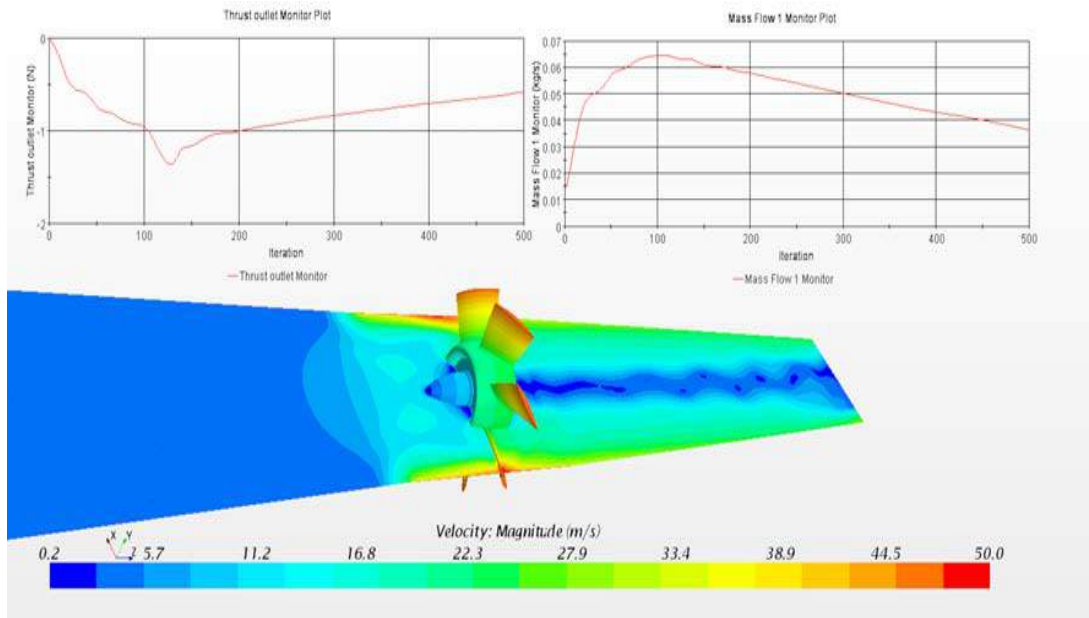 Thrust outlet Monitor Plot
Thrust outlet Monitor (N)
0
-1
-2
0 100 200 300 400 500
Iteration
Thrust outlet Monitor
Mass Flow 1 Monitor Plot
Mass Flow 1 Monitor (kg/s)
0.07
0.06
0.05
0.04
0.03
0.02
0.01
0
0 100 200 300 400 500
Iteration
Mass Flow 1 Monitor
X Y
Velocity: Magnitude (m/s)
0.2 5.7 11.2 16.8 22.3 27.9 33.4 38.9 44.5 50.0